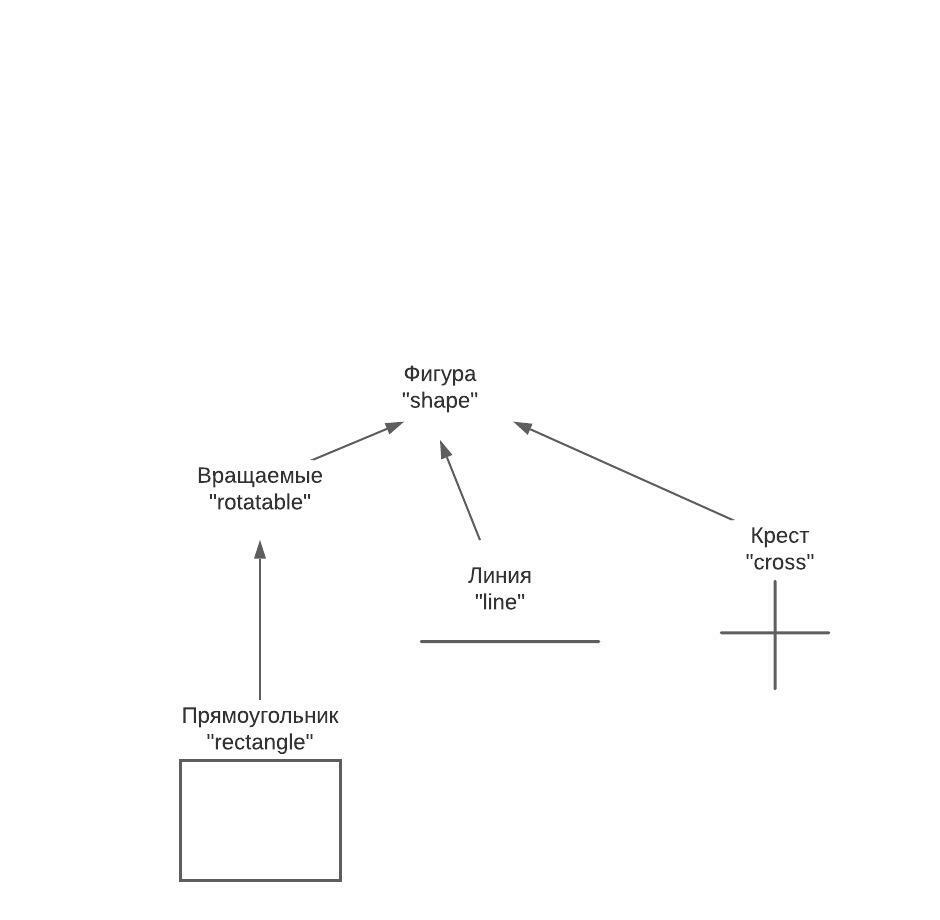 Фигура
"shape"
Вращаемые
"rotatable"
Крест
"cross"
Линия
"line"
Прямоугольник
"rectangle"